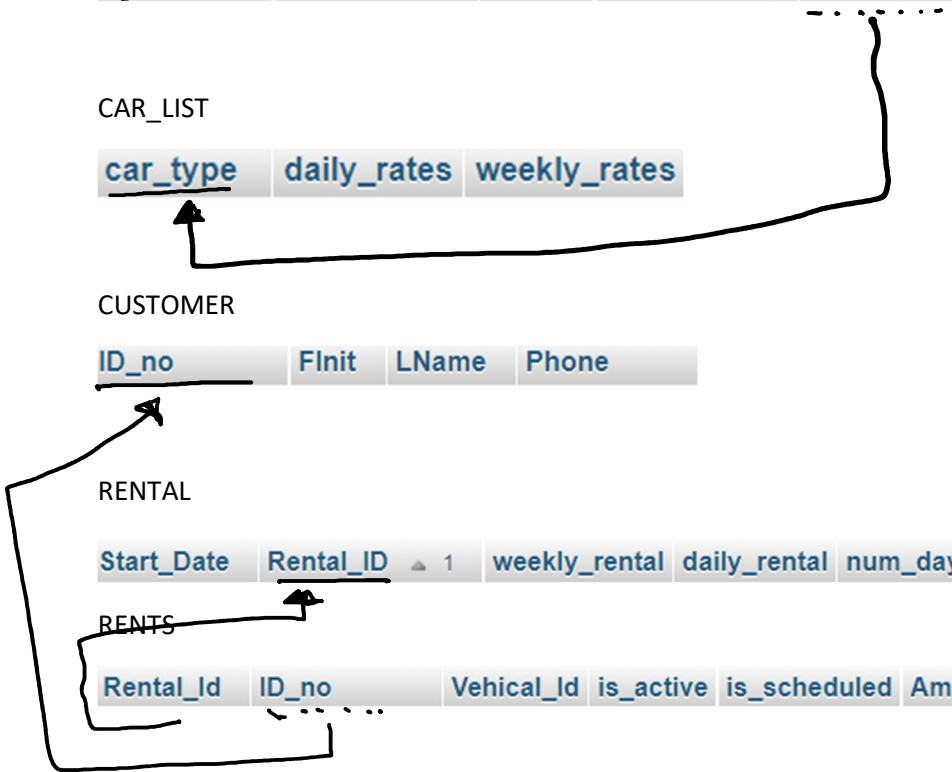 CAR_LIST
car_type daily_rates weekly_rates
CUSTOMER
ID_no FInit LName Phone
RENTAL
Start_Date Rental_ID 1 weekly_rental daily_rental
RENTS
Rental_Id ID_no Vehical_Id is_active is_scheduled